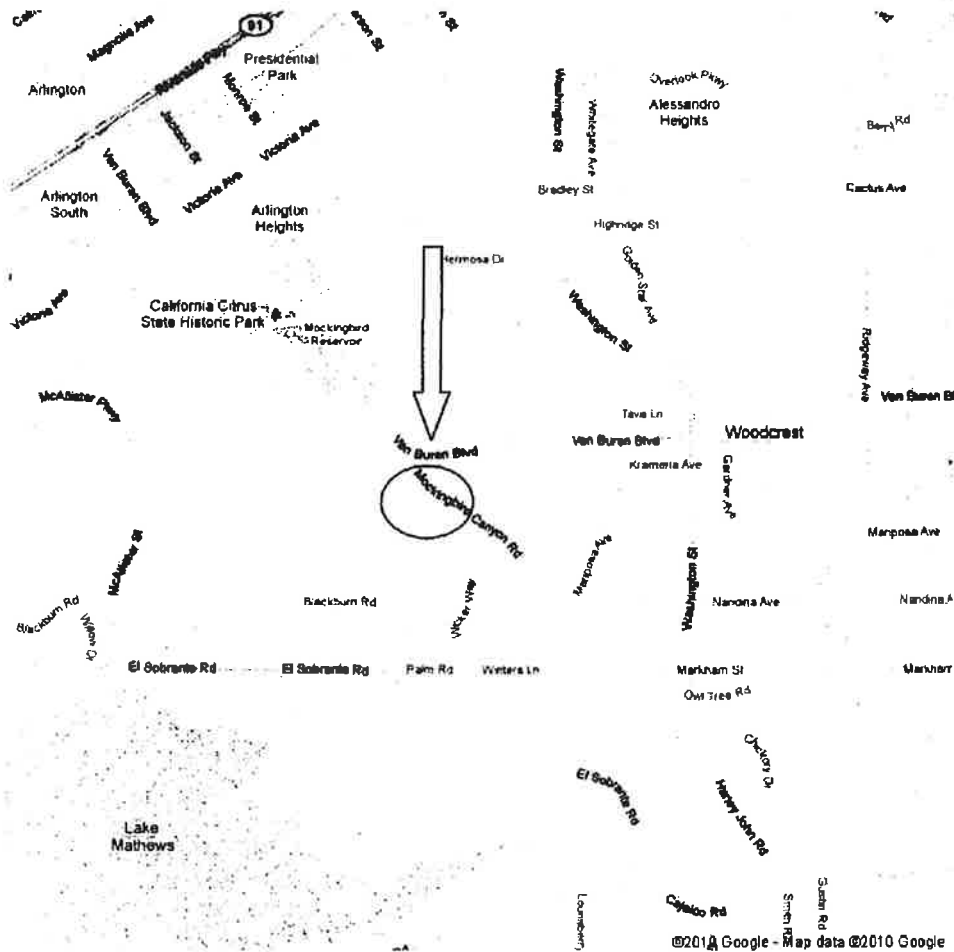 Magnolia Ave
91
Presidential
Park
Arlington
Monroe St
Jackson St
Victoria Ave
Victoria Ave
Van Buren Blvd
Arlington
South
Arlington
Heights
Washington St
Whitegate Ave
Overlook Pkwy
Alessandro
Heights
Berry Rd
Bradley St
Cactus Ave
Highridge St
Hermosa Dr
Golden Star Ave
Victoria Ave
California Citrus
State Historic Park
Mockingbird
Reservoir
Washington St
Ridgeway Ave
McAllister Pkwy
Van Buren Bl
Tava Ln
Van Buren Blvd
Woodcrest
Van Buren Blvd
Krameria Ave
Gardner Ave
Mockingbird Canyon Rd
Mariposa Ave
McAllister St
Mariposa Ave
Washington St
Blackburn Rd
Willow Dr
Blackburn Rd
Wicker Way
Nandina Ave
Nandina A
El Sobrante Rd
El Sobrante Rd
Palm Rd
Winters Ln
Markham St
Markham
Owl Tree Rd
Chickory Dr
El Sobrante Rd
Harley John Rd
Lake
Mathews
Cajalco Rd
Gustin Rd
©2010 Google - Map data ©2010 Google